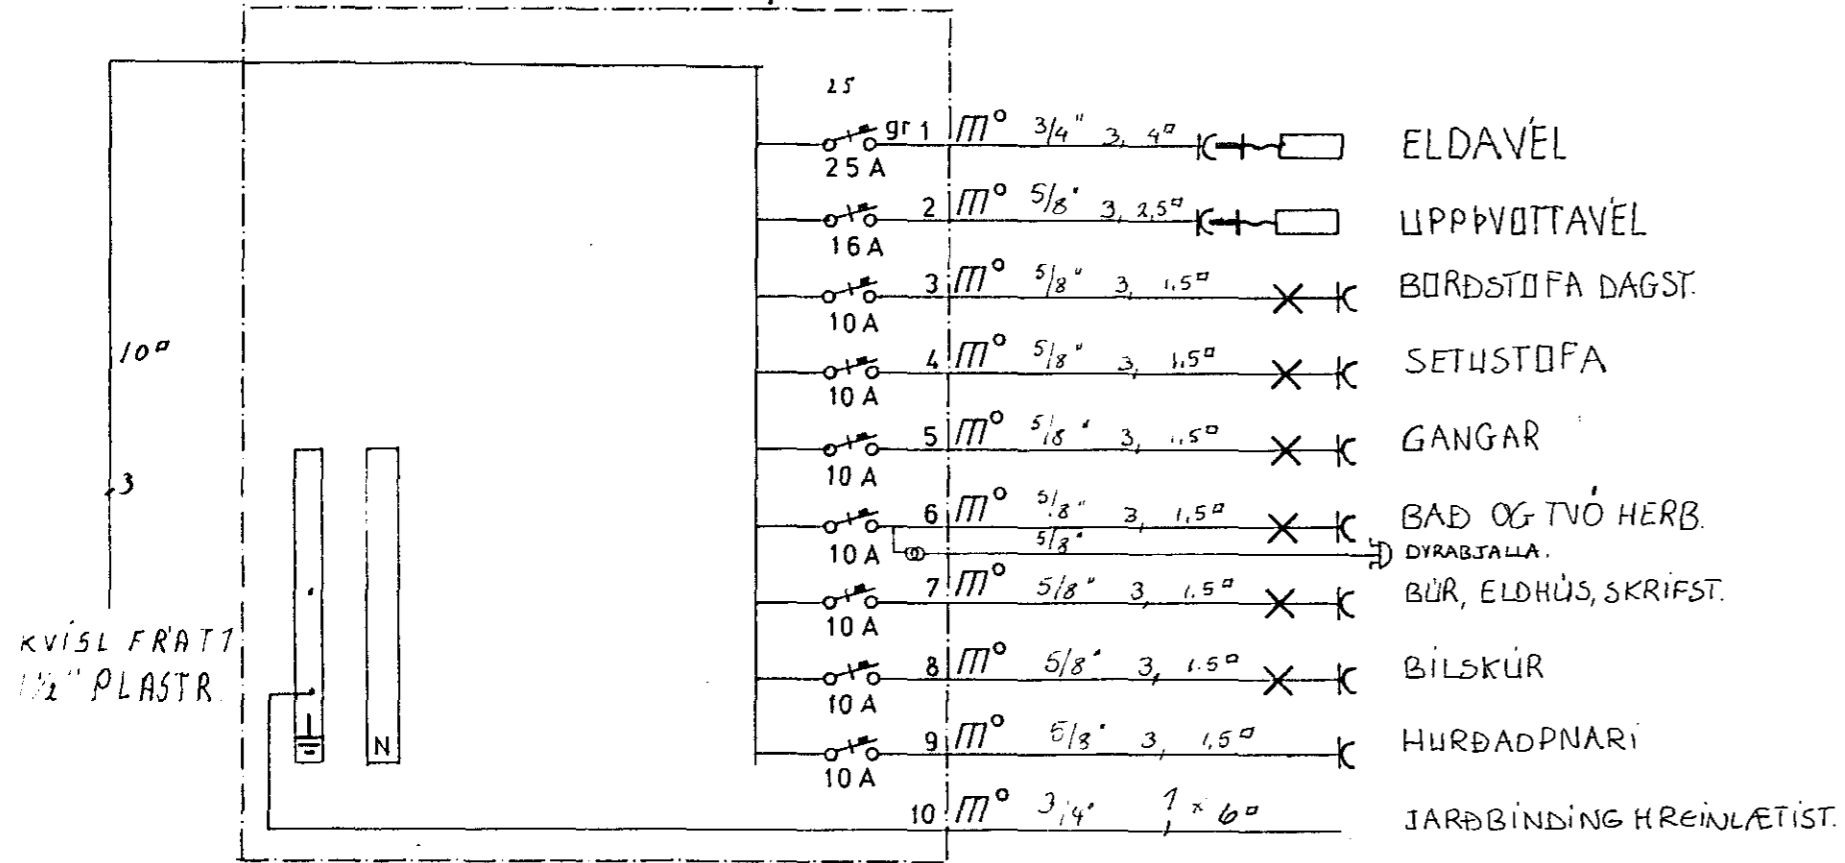 25
gr 1 m° 3/4" 3, 4□ ELDAVÉL
25 A
2 m° 5/8" 3, 2,5□ UPPÞVOTTAVÉL
16 A
3 m° 5/8" 3, 1,5□ BORÐSTOFA DAGST.
10 A
4 m° 5/8" 3, 1,5□ SETUSTOFA
10 A
10□
5 m° 5/8" 3, 1,5□ GANGAR
10 A
3
6 m° 5/8" 3, 1,5□ BAÐ OG TVÓ HERB.
10 A 5/8" DYRABJALLA.
7 m° 5/8" 3, 1.5□ BÚR, ELDHÚS, SKRIFST.
10 A
KVÍSL FRÁ T1
1½" PLASTR.
8 m° 5/8" 3, 1.5□ BÍLSKÚR
10 A
N
9 m° 5/8" 3, 1,5□ HURÐAOPNARI
10 A
10 m° 3/4" 1 x 6□ JARÐBINDING HREINLÆTIST.